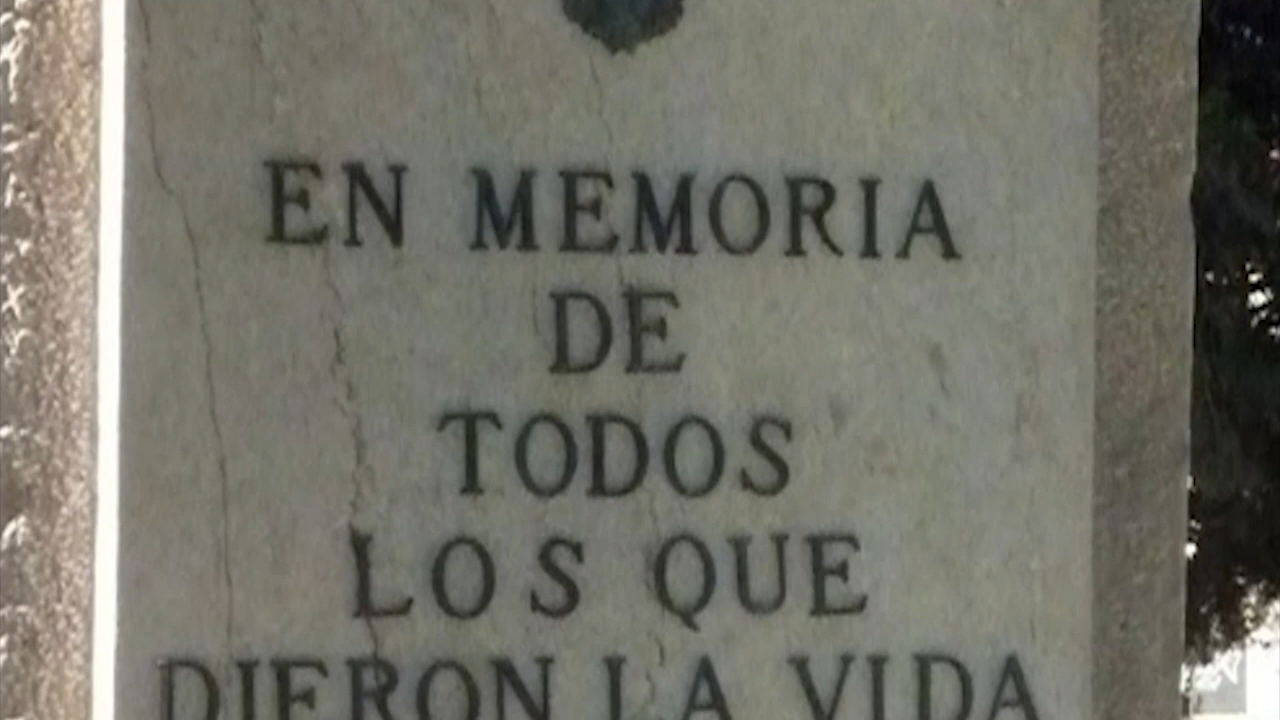 EN MEMORIA
DE
TODOS
LOS QUE
DIERON LA VIDA